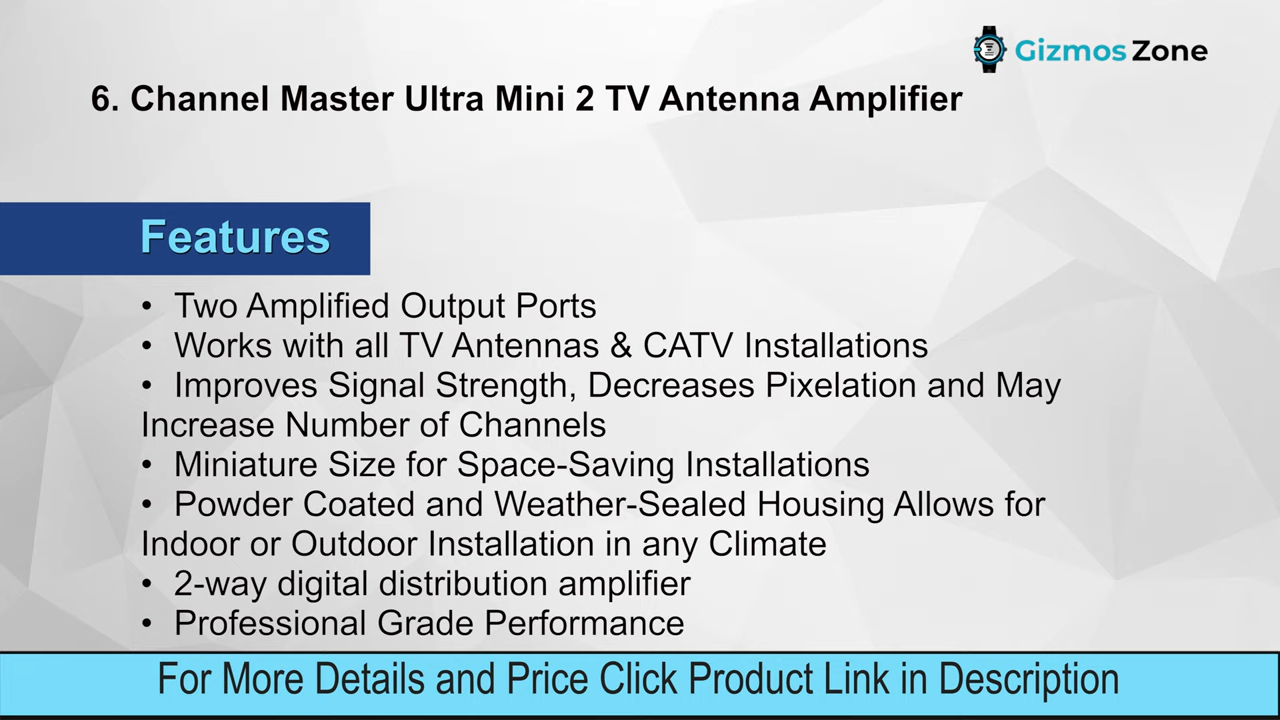 Gizmos Zone
6. Channel Master Ultra Mini 2 TV Antenna Amplifier
Features
• Two Amplified Output Ports
• Works with all TV Antennas & CATV Installations
• Improves Signal Strength, Decreases Pixelation and May
Increase Number of Channels
• Miniature Size for Space-Saving Installations
• Powder Coated and Weather-Sealed Housing Allows for
Indoor or Outdoor Installation in any Climate
• 2-way digital distribution amplifier
• Professional Grade Performance
For More Details and Price Click Product Link in Description